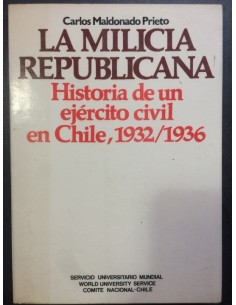 Carlos Maldonado Prieto
LA MILICIA
REPUBLICANA
Historia de un
ejército civil
en Chile, 1932/1936
SERVICIO UNIVERSITARIO MUNDIAL
WORLD UNIVERSITY SERVICE
COMITE NACIONAL-CHILE